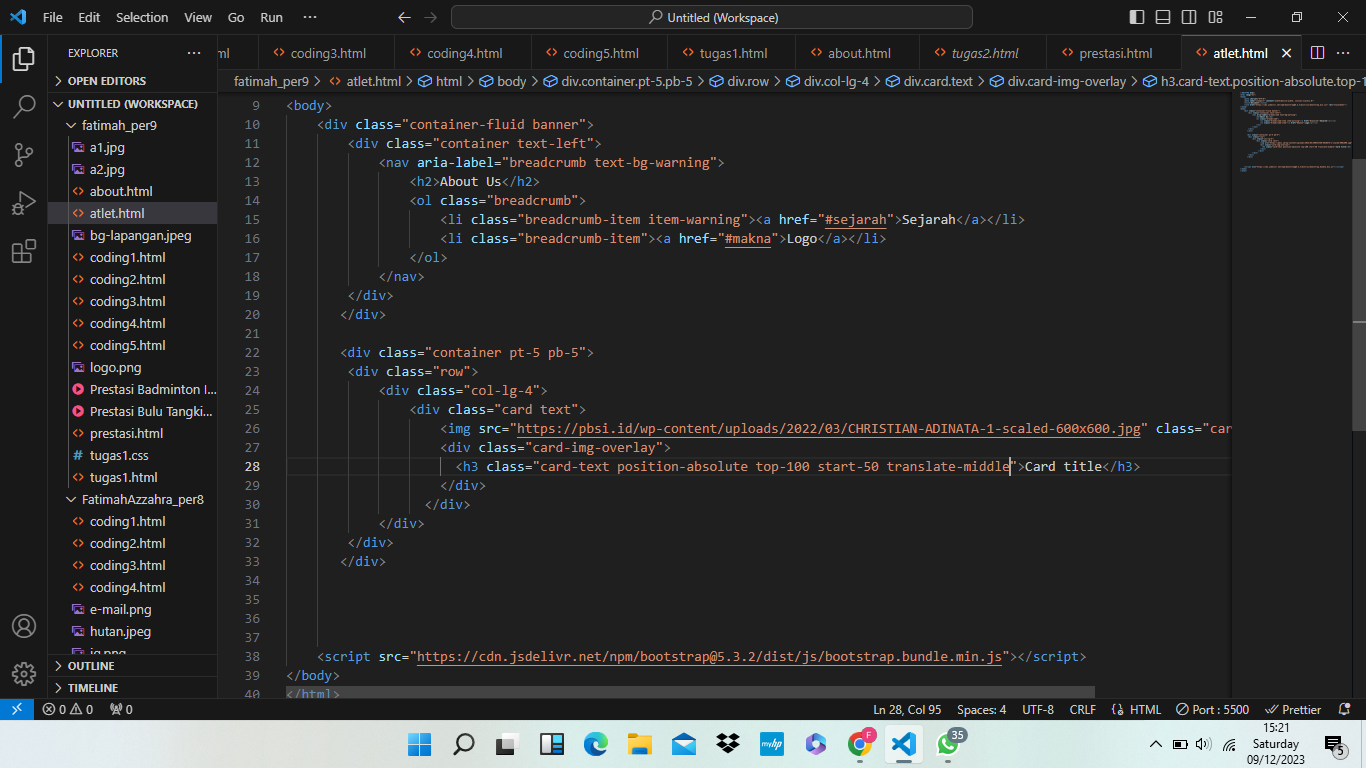 File Edit Selection View Go Run ··· Untitled (Workspace)
EXPLORER ···
ml coding3.html coding4.html coding5.html tugas1.html about.html tugas2.html prestasi.html atlet.html
fatimah_per9 > atlet.html > html > body > div.container.pt-5.pb-5 > div.row > div.col-lg-4 > div.card.text > div.card-img-overlay > h3.card-text.position-absolute.top-1
OPEN EDITORS
UNTITLED (WORKSPACE)
fatimah_per9
a1.jpg
a2.jpg
about.html
atlet.html
bg-lapangan.jpeg
coding1.html
coding2.html
coding3.html
coding4.html
coding5.html
logo.png
Prestasi Badminton I...
Prestasi Bulu Tangki...
prestasi.html
tugas1.css
tugas1.html
FatimahAzzahra_per8
coding1.html
coding2.html
coding3.html
coding4.html
e-mail.png
hutan.jpeg
ig.png
OUTLINE
TIMELINE
9 <body>
10 <div class="container-fluid banner">
11 <div class="container text-left">
12 <nav aria-label="breadcrumb text-bg-warning">
13 <h2>About Us</h2>
14 <ol class="breadcrumb">
15 <li class="breadcrumb-item item-warning"><a href="#sejarah">Sejarah</a></li>
16 <li class="breadcrumb-item"><a href="#makna">Logo</a></li>
17 </ol>
18 </nav>
19 </div>
20 </div>
21
22 <div class="container pt-5 pb-5">
23 <div class="row">
24 <div class="col-lg-4">
25 <div class="card text">
26 <img src="https://pbsi.id/wp-content/uploads/2022/03/CHRISTIAN-ADINATA-1-scaled-600x600.jpg" class="car
27 <div class="card-img-overlay">
28 <h3 class="card-text position-absolute top-100 start-50 translate-middle">Card title</h3>
29 </div>
30 </div>
31 </div>
32 </div>
33 </div>
34
35
36
37
38 <script src="https://cdn.jsdelivr.net/npm/bootstrap@5.3.2/dist/js/bootstrap.bundle.min.js"></script>
39 </body>
40 </html>
0 0 0 Ln 28, Col 95 Spaces: 4 UTF-8 CRLF HTML Port : 5500 Prettier
myhp F 35
15:21
Saturday
09/12/2023
5